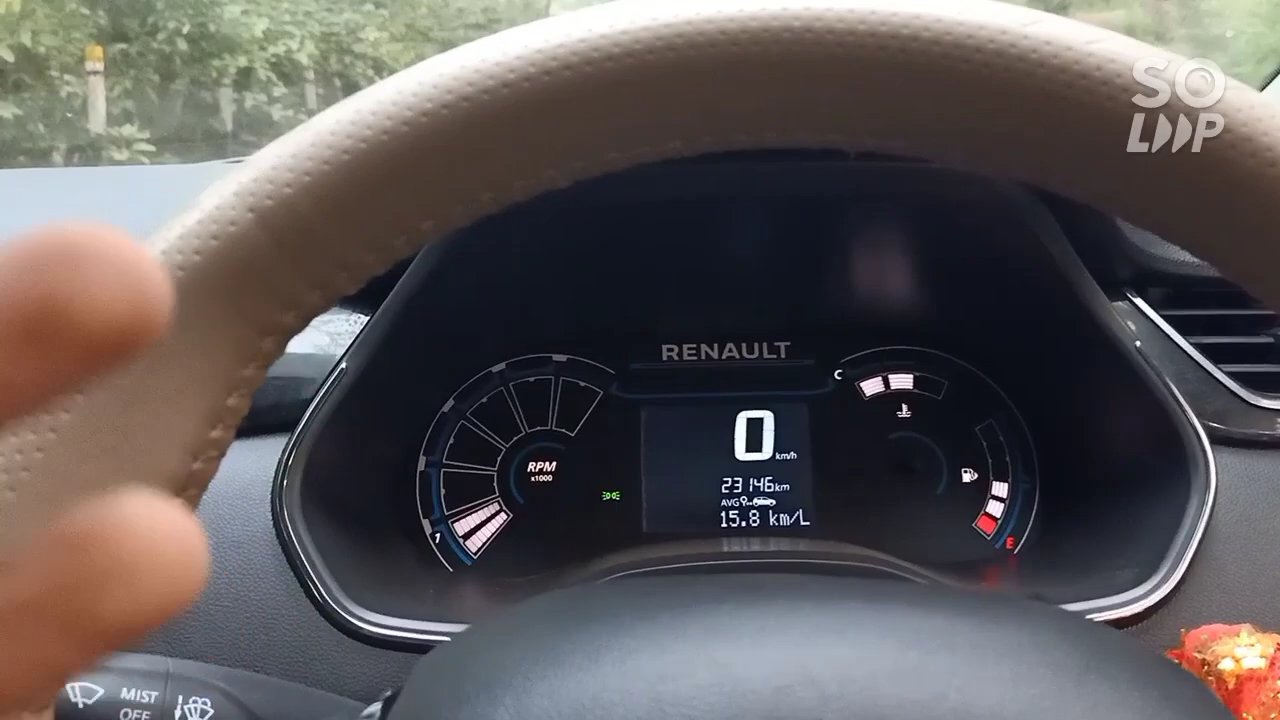 SO
LOOP
RENAULT
C
0
km/h
RPM
x1000
23146km
AVG
15.8 km/L
1
E
MIST
OFF